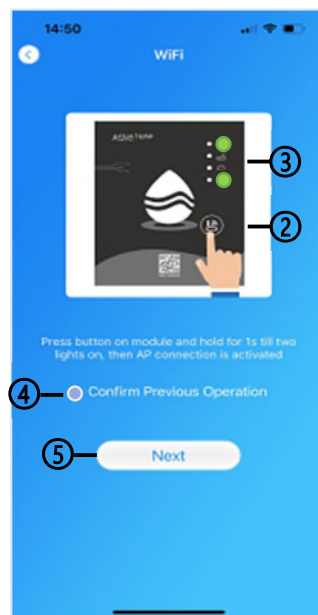 14:50
WiFi
AQUA TEMP
3
2
Press button on module and hold for 1s till two
lights on, then AP connection is activated
4
Confirm Previous Operation
5
Next